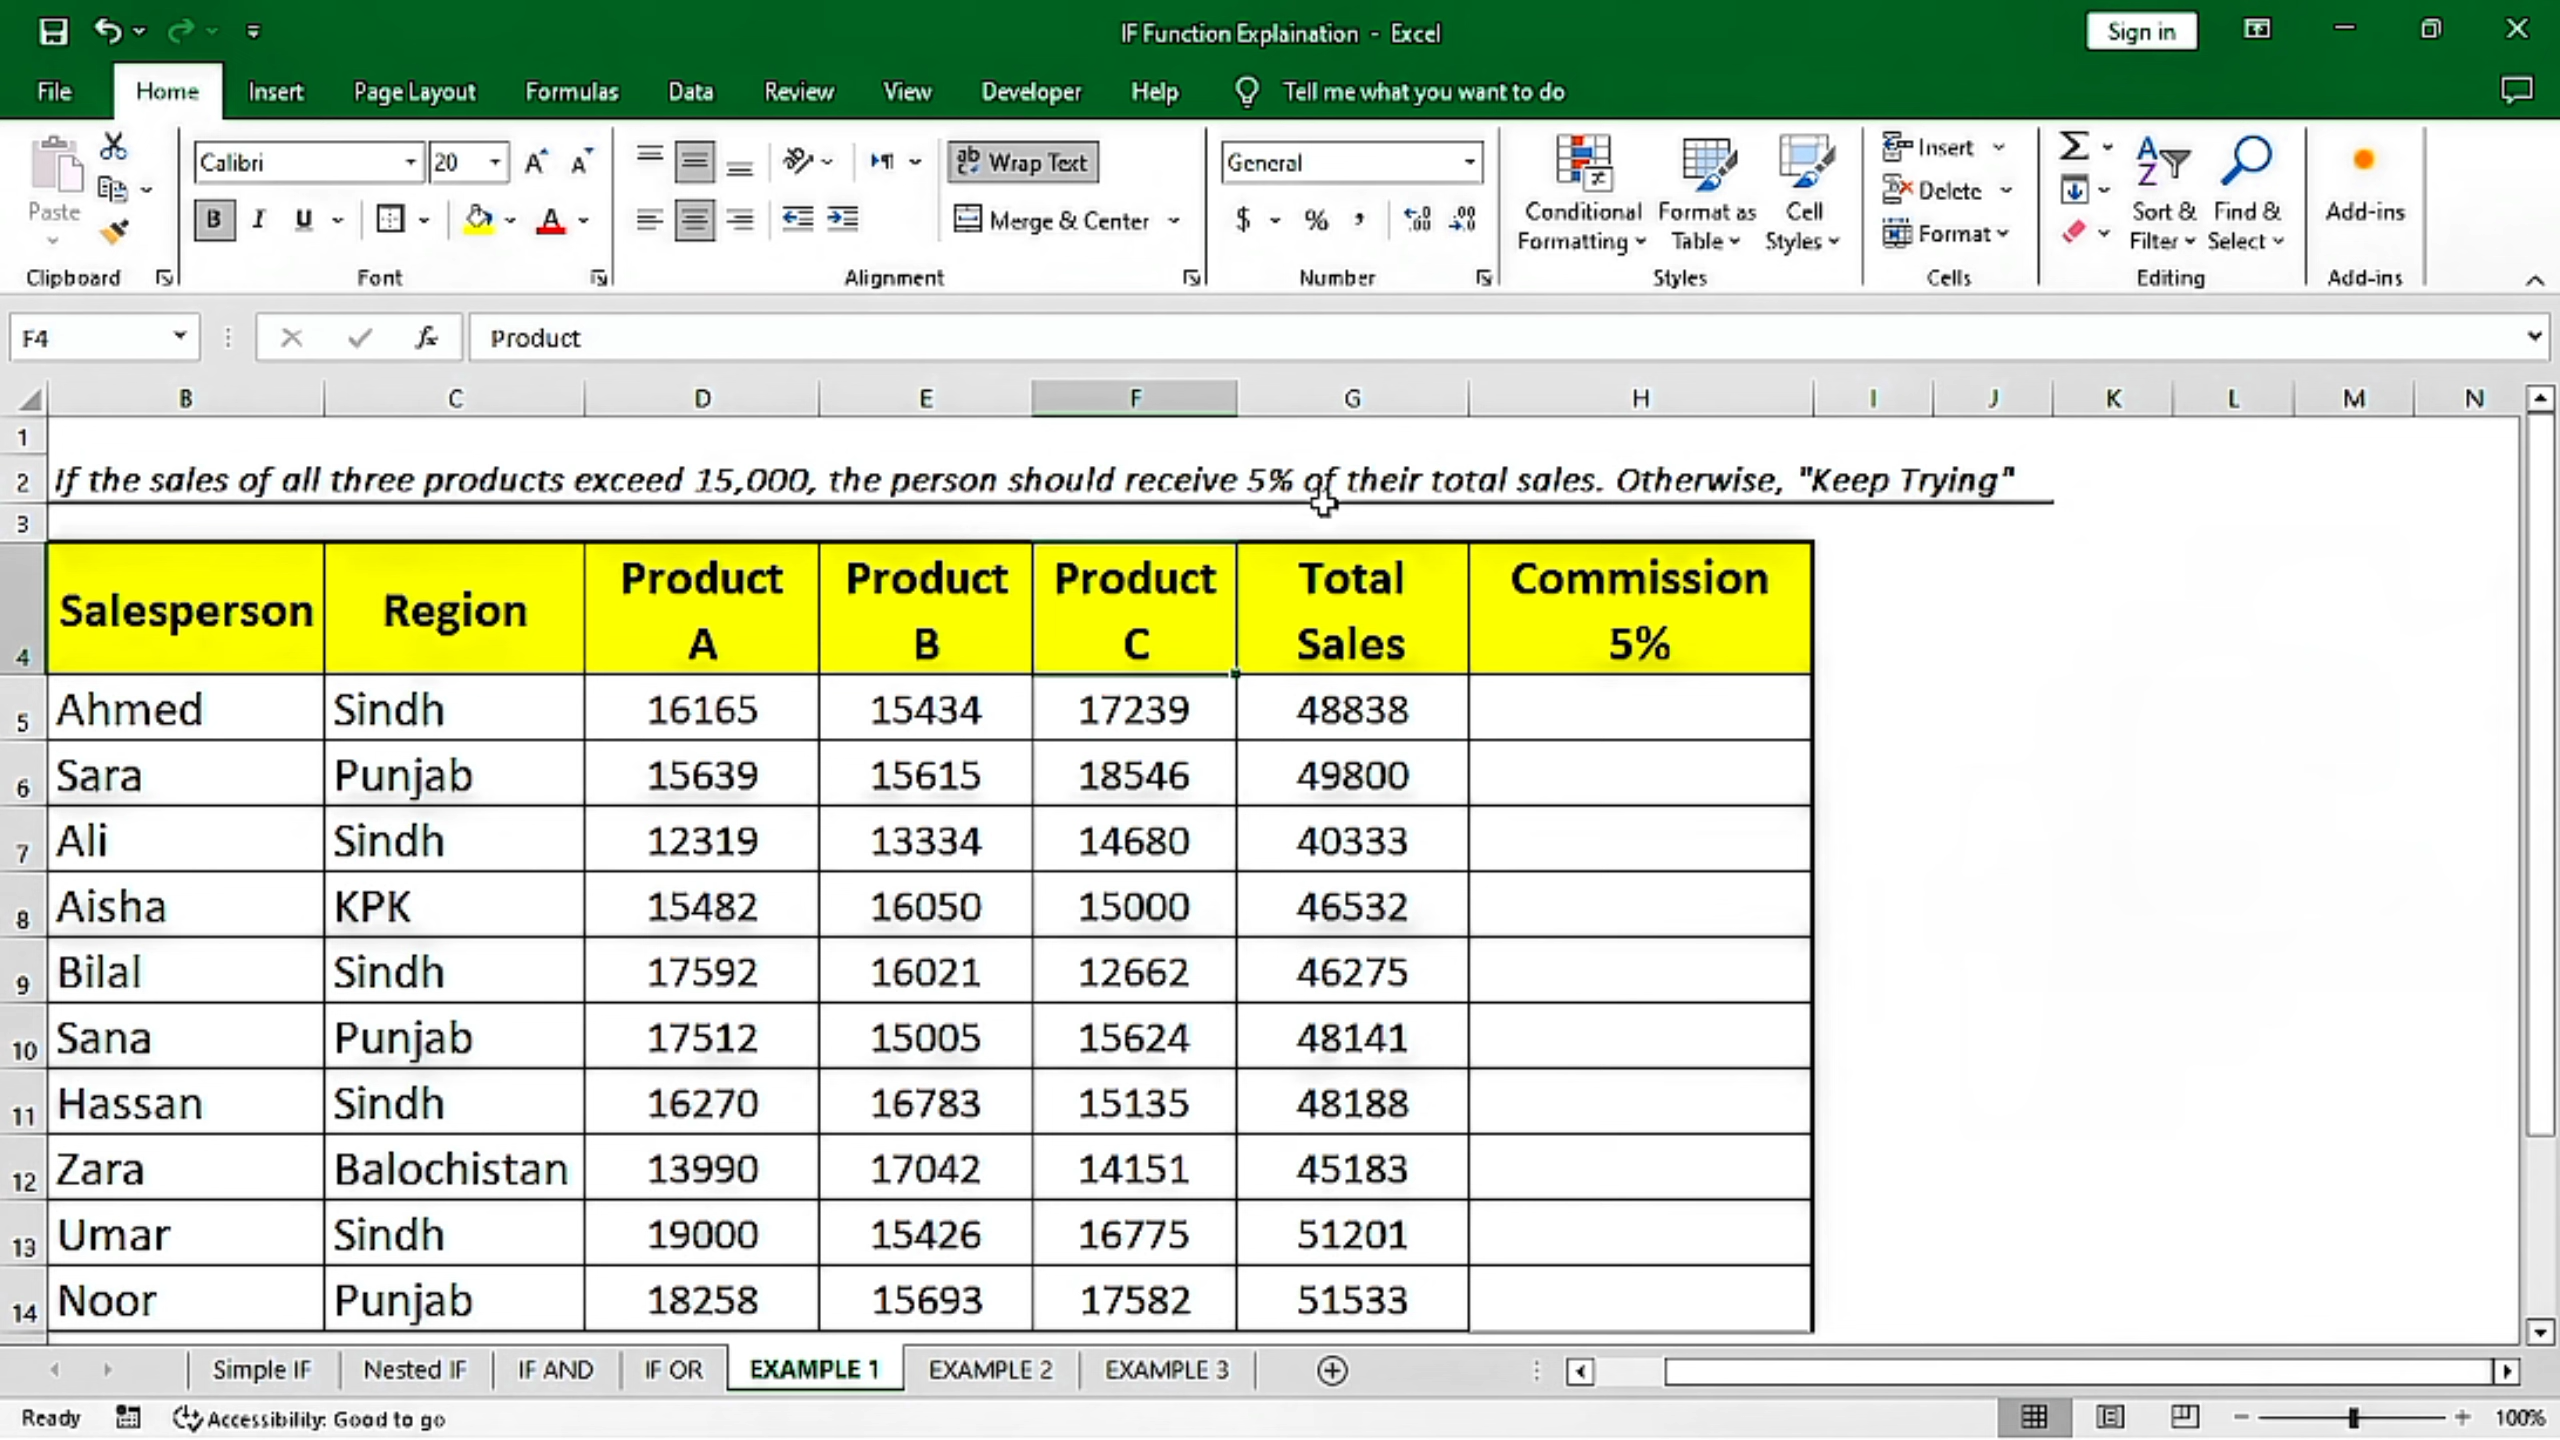 IF Function Explaination - Excel
Sign in
File Home Insert Page Layout Formulas Data Review View Developer Help Tell me what you want to do
Paste
Calibri 20
B I U A
Wrap Text
Merge & Center
General
$ % ,
Conditional Formatting
Format as Table
Cell Styles
Insert
Delete
Format
Sort & Filter
Find & Select
Add-ins
Clipboard Font Alignment Number Styles Cells Editing Add-ins
F4 fx Product
B C D E F G H I J K L M N
1
2 If the sales of all three products exceed 15,000, the person should receive 5% of their total sales. Otherwise, "Keep Trying"
3
4 Salesperson Region Product A Product B Product C Total Sales Commission 5%
5 Ahmed Sindh 16165 15434 17239 48838
6 Sara Punjab 15639 15615 18546 49800
7 Ali Sindh 12319 13334 14680 40333
8 Aisha KPK 15482 16050 15000 46532
9 Bilal Sindh 17592 16021 12662 46275
10 Sana Punjab 17512 15005 15624 48141
11 Hassan Sindh 16270 16783 15135 48188
12 Zara Balochistan 13990 17042 14151 45183
13 Umar Sindh 19000 15426 16775 51201
14 Noor Punjab 18258 15693 17582 51533
Simple IF Nested IF IF AND IF OR EXAMPLE 1 EXAMPLE 2 EXAMPLE 3
Ready Accessibility: Good to go 100%